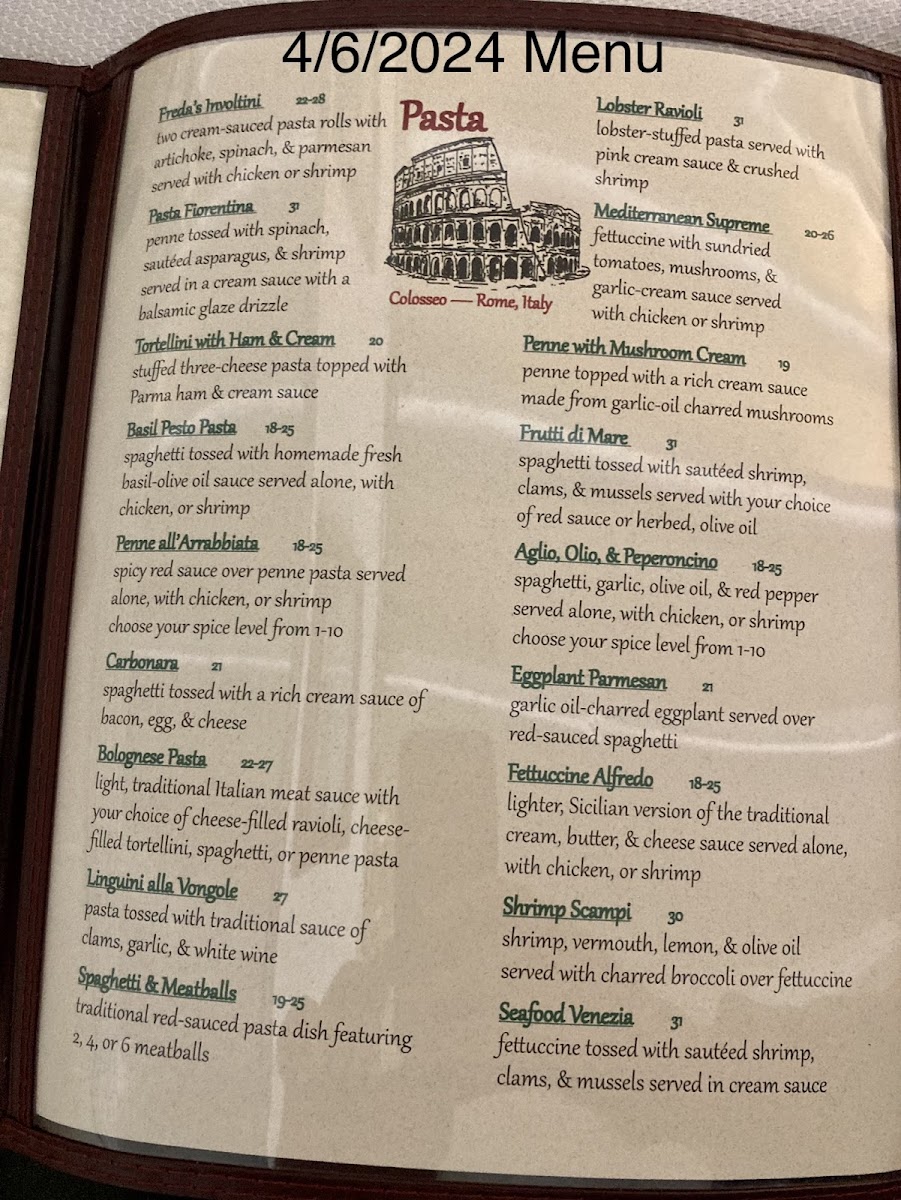 4/6/2024 Menu
Pasta
Colosseo — Rome, Italy
Freda's Involtini 22-28
two cream-sauced pasta rolls with
artichoke, spinach, & parmesan
served with chicken or shrimp
Pasta Fiorentina 31
penne tossed with spinach,
sautéed asparagus, & shrimp
served in a cream sauce with a
balsamic glaze drizzle
Tortellini with Ham & Cream 20
stuffed three-cheese pasta topped with
Parma ham & cream sauce
Basil Pesto Pasta 18-25
spaghetti tossed with homemade fresh
basil-olive oil sauce served alone, with
chicken, or shrimp
Penne all'Arrabbiata 18-25
spicy red sauce over penne pasta served
alone, with chicken, or shrimp
choose your spice level from 1-10
Carbonara 21
spaghetti tossed with a rich cream sauce of
bacon, egg, & cheese
Bolognese Pasta 22-27
light, traditional Italian meat sauce with
your choice of cheese-filled ravioli, cheese-
filled tortellini, spaghetti, or penne pasta
Linguini alla Vongole 27
pasta tossed with traditional sauce of
clams, garlic, & white wine
Spaghetti & Meatballs 19-25
traditional red-sauced pasta dish featuring
2, 4, or 6 meatballs
Lobster Ravioli 31
lobster-stuffed pasta served with
pink cream sauce & crushed
shrimp
Mediterranean Supreme 20-26
fettuccine with sundried
tomatoes, mushrooms, &
garlic-cream sauce served
with chicken or shrimp
Penne with Mushroom Cream 19
penne topped with a rich cream sauce
made from garlic-oil charred mushrooms
Frutti di Mare 31
spaghetti tossed with sautéed shrimp,
clams, & mussels served with your choice
of red sauce or herbed, olive oil
Aglio, Olio, & Peperoncino 18-25
spaghetti, garlic, olive oil, & red pepper
served alone, with chicken, or shrimp
choose your spice level from 1-10
Eggplant Parmesan 21
garlic oil-charred eggplant served over
red-sauced spaghetti
Fettuccine Alfredo 18-25
lighter, Sicilian version of the traditional
cream, butter, & cheese sauce served alone,
with chicken, or shrimp
Shrimp Scampi 30
shrimp, vermouth, lemon, & olive oil
served with charred broccoli over fettuccine
Seafood Venezia 31
fettuccine tossed with sautéed shrimp,
clams, & mussels served in cream sauce